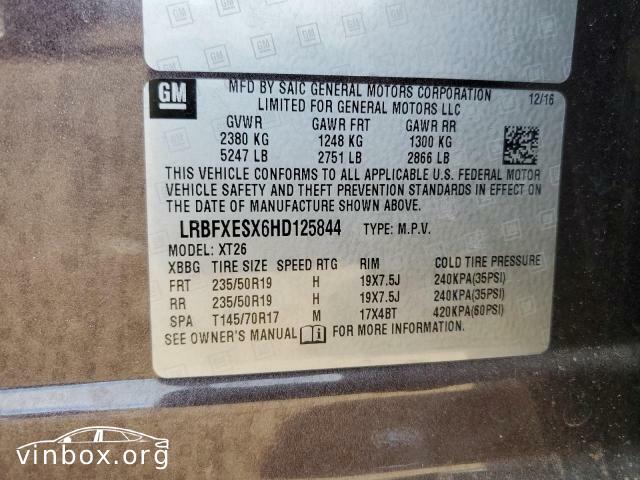 GM
MFD BY SAIC GENERAL MOTORS CORPORATION
LIMITED FOR GENERAL MOTORS LLC
12/16
GVWR GAWR FRT GAWR RR
2380 KG 1248 KG 1300 KG
5247 LB 2751 LB 2866 LB
THIS VEHICLE CONFORMS TO ALL APPLICABLE U.S. FEDERAL MOTOR
VEHICLE SAFETY AND THEFT PREVENTION STANDARDS IN EFFECT ON
THE DATE OF MANUFACTURE SHOWN ABOVE.
LRBFXESX6HD125844 TYPE: M.P.V.
MODEL: XT26
XBBG TIRE SIZE SPEED RTG RIM COLD TIRE PRESSURE
FRT 235/50R19 H 19X7.5J 240KPA(35PSI)
RR 235/50R19 H 19X7.5J 240KPA(35PSI)
SPA T145/70R17 M 17X4BT 420KPA(60PSI)
SEE OWNER'S MANUAL FOR MORE INFORMATION.
vinbox.org